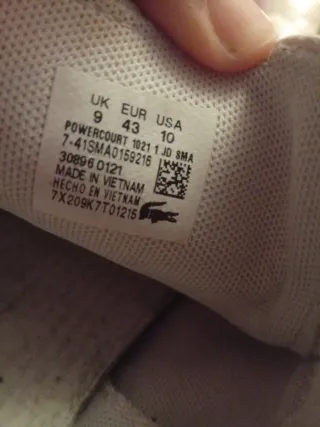 UK EUR USA
9 43 10
POWERCOURT 1021 1 JD SMA
7-41SMA0159216
30896 0121
MADE IN VIETNAM
HECHO EN VIETNAM
7X209K7T01215